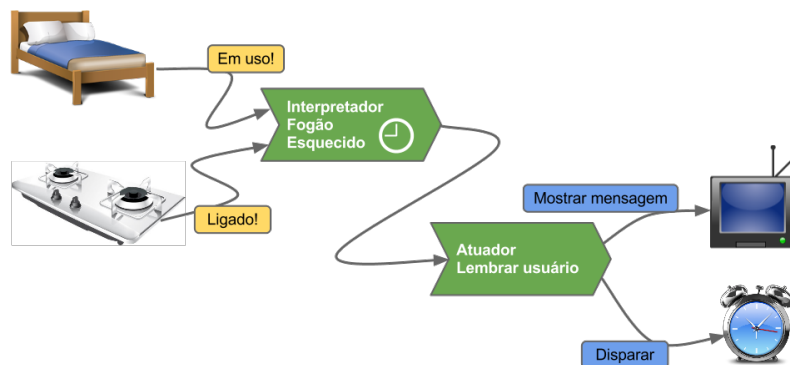 Em uso!
Interpretador
Fogão
Esquecido
Ligado!
Mostrar mensagem
Atuador
Lembrar usuário
Disparar